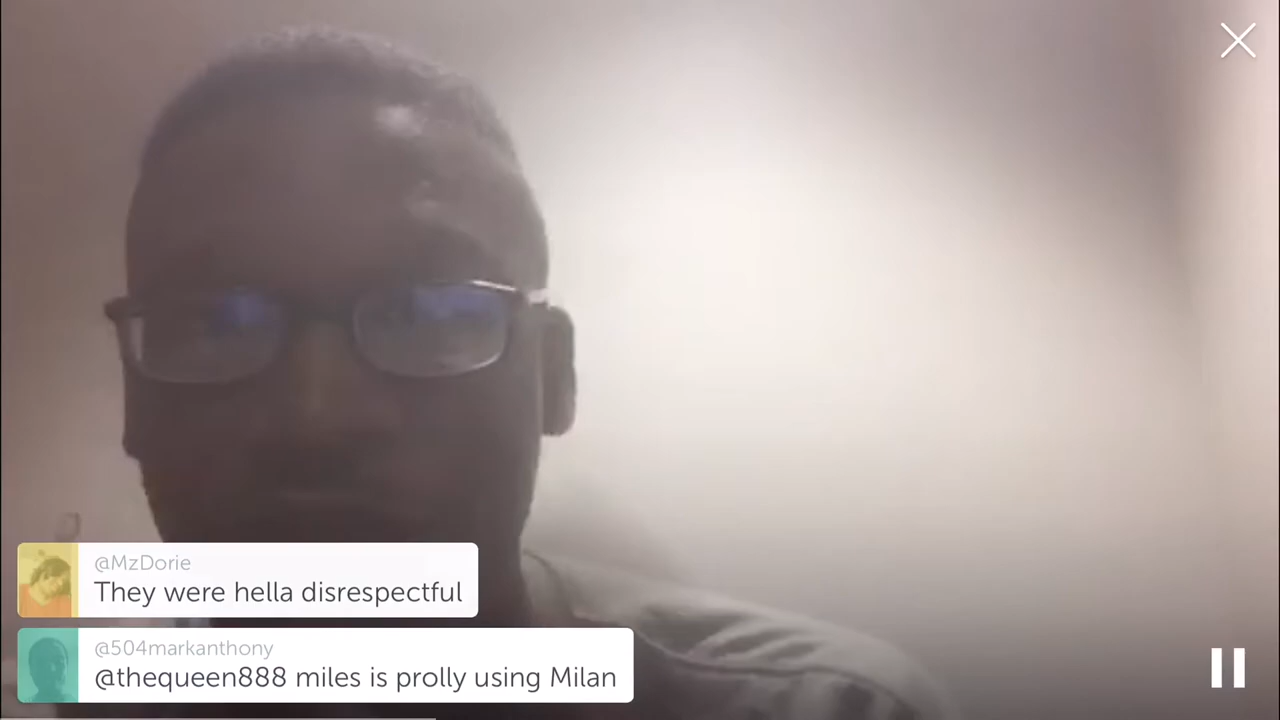 @MzDorie
They were hella disrespectful
@504markanthony
@thequeen888 miles is prolly using Milan